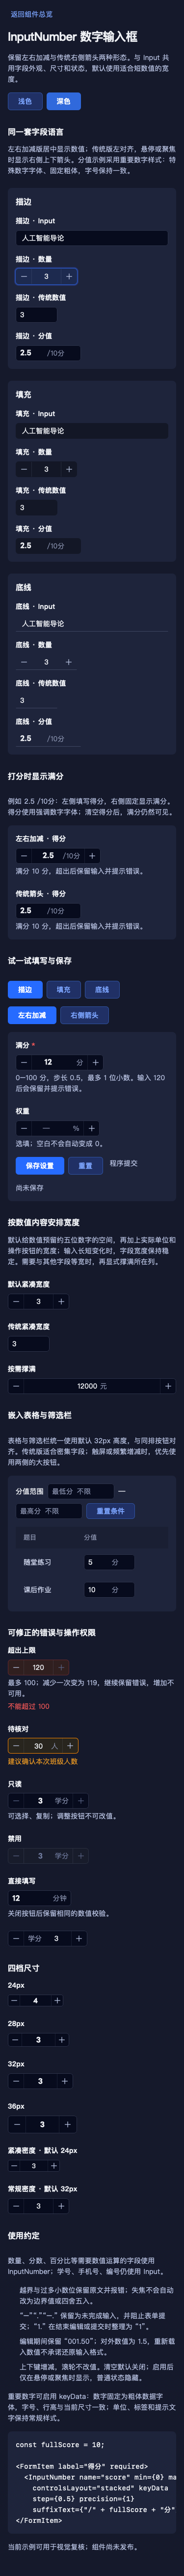 返回组件总览
InputNumber 数字输入框
保留左右加减与传统右侧箭头两种形态。与 Input 共
用字段外观、尺寸和状态，默认使用适合短数值的宽
度。
浅色
深色
同一套字段语言
左右加减版居中显示数值；传统版左对齐，悬停或聚焦
时显示右侧上下箭头。分值示例采用重要数字样式：特
殊数字字体、固定粗体，字号保持一致。
描边
描边 · Input
人工智能导论
描边 · 数量
− 3 +
描边 · 传统数值
3
描边 · 分值
2.5 /10分
填充
填充 · Input
人工智能导论
填充 · 数量
− 3 +
填充 · 传统数值
3
填充 · 分值
2.5 /10分
底线
底线 · Input
人工智能导论
底线 · 数量
− 3 +
底线 · 传统数值
3
底线 · 分值
2.5 /10分
打分时显示满分
例如 2.5 /10分：左侧填写得分，右侧固定显示满分。
得分使用强调数字字体；清空得分后，满分仍然可见。
左右加减 · 得分
− 2.5 /10分 +
满分 10 分，超出后保留输入并提示错误。
传统箭头 · 得分
2.5 /10分
满分 10 分，超出后保留输入并提示错误。
试一试填写与保存
描边
填充
底线
左右加减
右侧箭头
满分 *
− 12 分 +
0–100 分，步长 0.5，最多 1 位小数。输入 120
后会保留并提示错误。
权重
− — % +
选填；空白不会自动变成 0。
保存设置
重置
程序提交
尚未保存
按数值内容安排宽度
默认给数值预留约五位数字的空间，再加上实际单位和
操作按钮的宽度；输入长短变化时，字段宽度保持稳
定。需要与其他字段等宽时，再显式撑满所在列。
默认紧凑宽度
− 3 +
传统紧凑宽度
3
按需撑满
− 12000 元 +
嵌入表格与筛选栏
表格与筛选栏统一使用默认 32px 高度，与同排按钮对
齐。传统版适合密集字段；触屏或频繁增减时，优先使
用两侧的大按钮。
分值范围 最低分 不限 —
最高分 不限 重置条件
题目 分值
随堂练习 5 分
课后作业 10 分
可修正的错误与操作权限
超出上限
− 120 +
最多 100；减少一次变为 119，继续保留错误，增加不
可用。
不能超过 100
待核对
− 30 人 +
建议确认本次班级人数
只读
− 3 学分 +
可选择、复制；调整按钮不可改值。
禁用
− 3 学分 +
直接填写
12 分钟
关闭按钮后保留相同的数值校验。
− 学分 3 +
四档尺寸
24px
− 4 +
28px
− 3 +
32px
− 3 +
36px
− 3 +
紧凑密度 · 默认 24px
− 3 +
常规密度 · 默认 32px
− 3 +
使用约定
数量、分数、百分比等需要数值运算的字段使用
InputNumber；学号、手机号、编号仍使用 Input。
越界与过多小数位保留原文并报错；失焦不会自动
改为边界值或四舍五入。
编辑期间保留 “001.50”；对外数值为 1.5，重新载
入数值不承诺还原输入格式。
上下键增减，滚轮不改值。清空默认关闭；启用后
仅在悬停或聚焦时显示，普通状态隐藏。
重要数字可启用 keyData：数字固定为粗体数据字
体，字号、行高与当前尺寸一致；单位、标签和提示文
字保持常规样式。
const fullScore = 10;
<FormItem label="得分" required>
<InputNumber name="score" min={0} ma
controlsLayout="stacked" keyData
step={0.5} precision={1}
suffixText={"/" + fullScore + "分"
</FormItem>
当前示例可用于视觉复核；组件尚未发布。